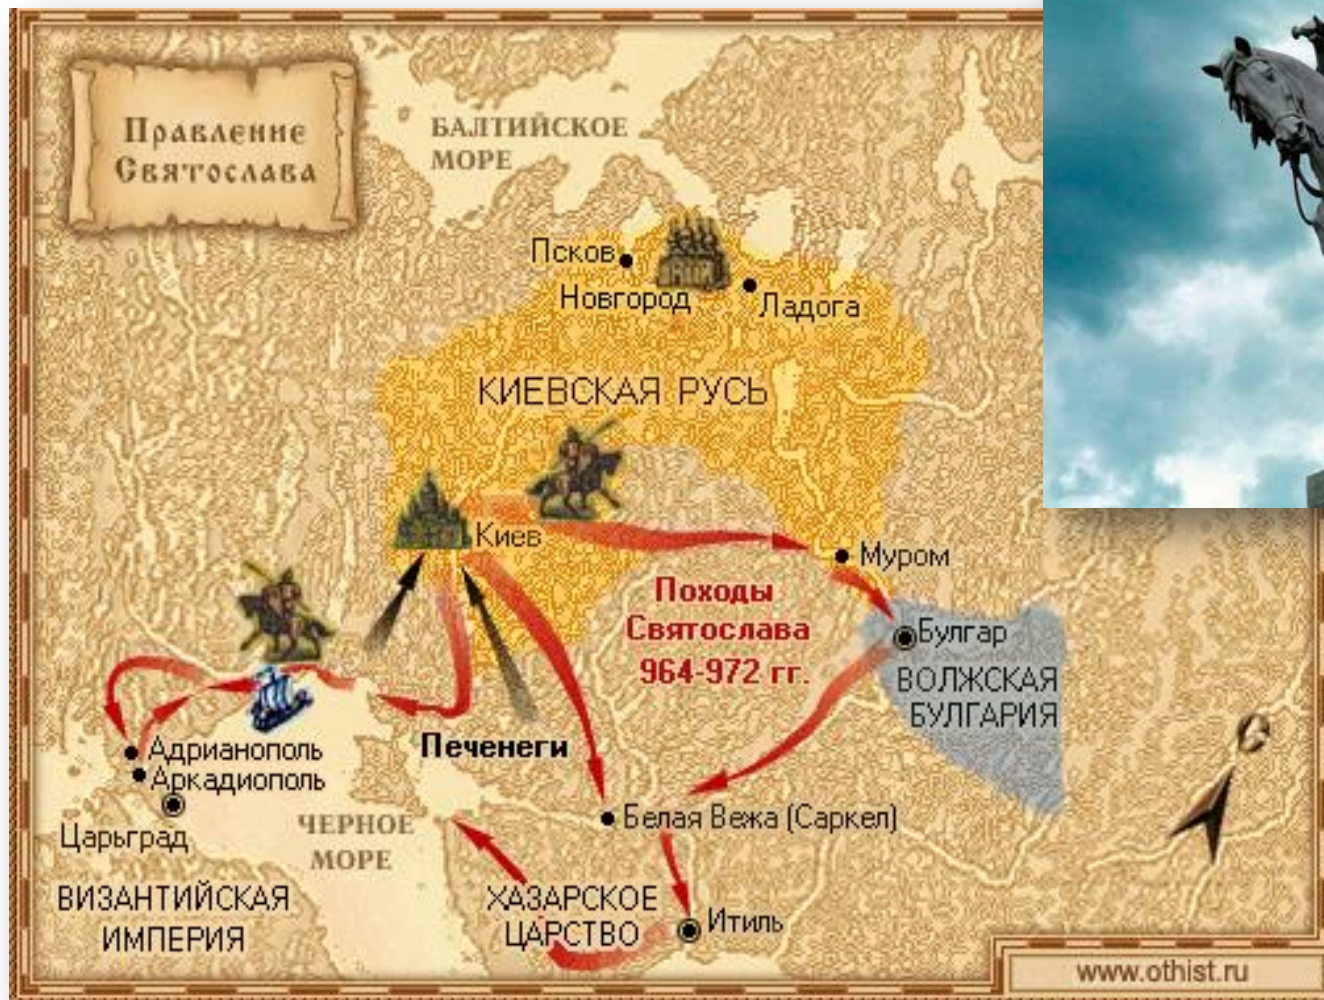 Правление
Святослава
БАЛТИЙСКОЕ
МОРЕ
Псков
Новгород
Ладога
КИЕВСКАЯ РУСЬ
Киев
Муром
Походы
Святослава
964-972 гг.
Булгар
ВОЛЖСКАЯ
БУЛГАРИЯ
Печенеги
Адрианополь
Аркадиополь
Царьград
ЧЕРНОЕ
МОРЕ
Белая Вежа (Саркел)
ВИЗАНТИЙСКАЯ
ИМПЕРИЯ
ХАЗАРСКОЕ
ЦАРСТВО
Итиль
С
www.othist.ru